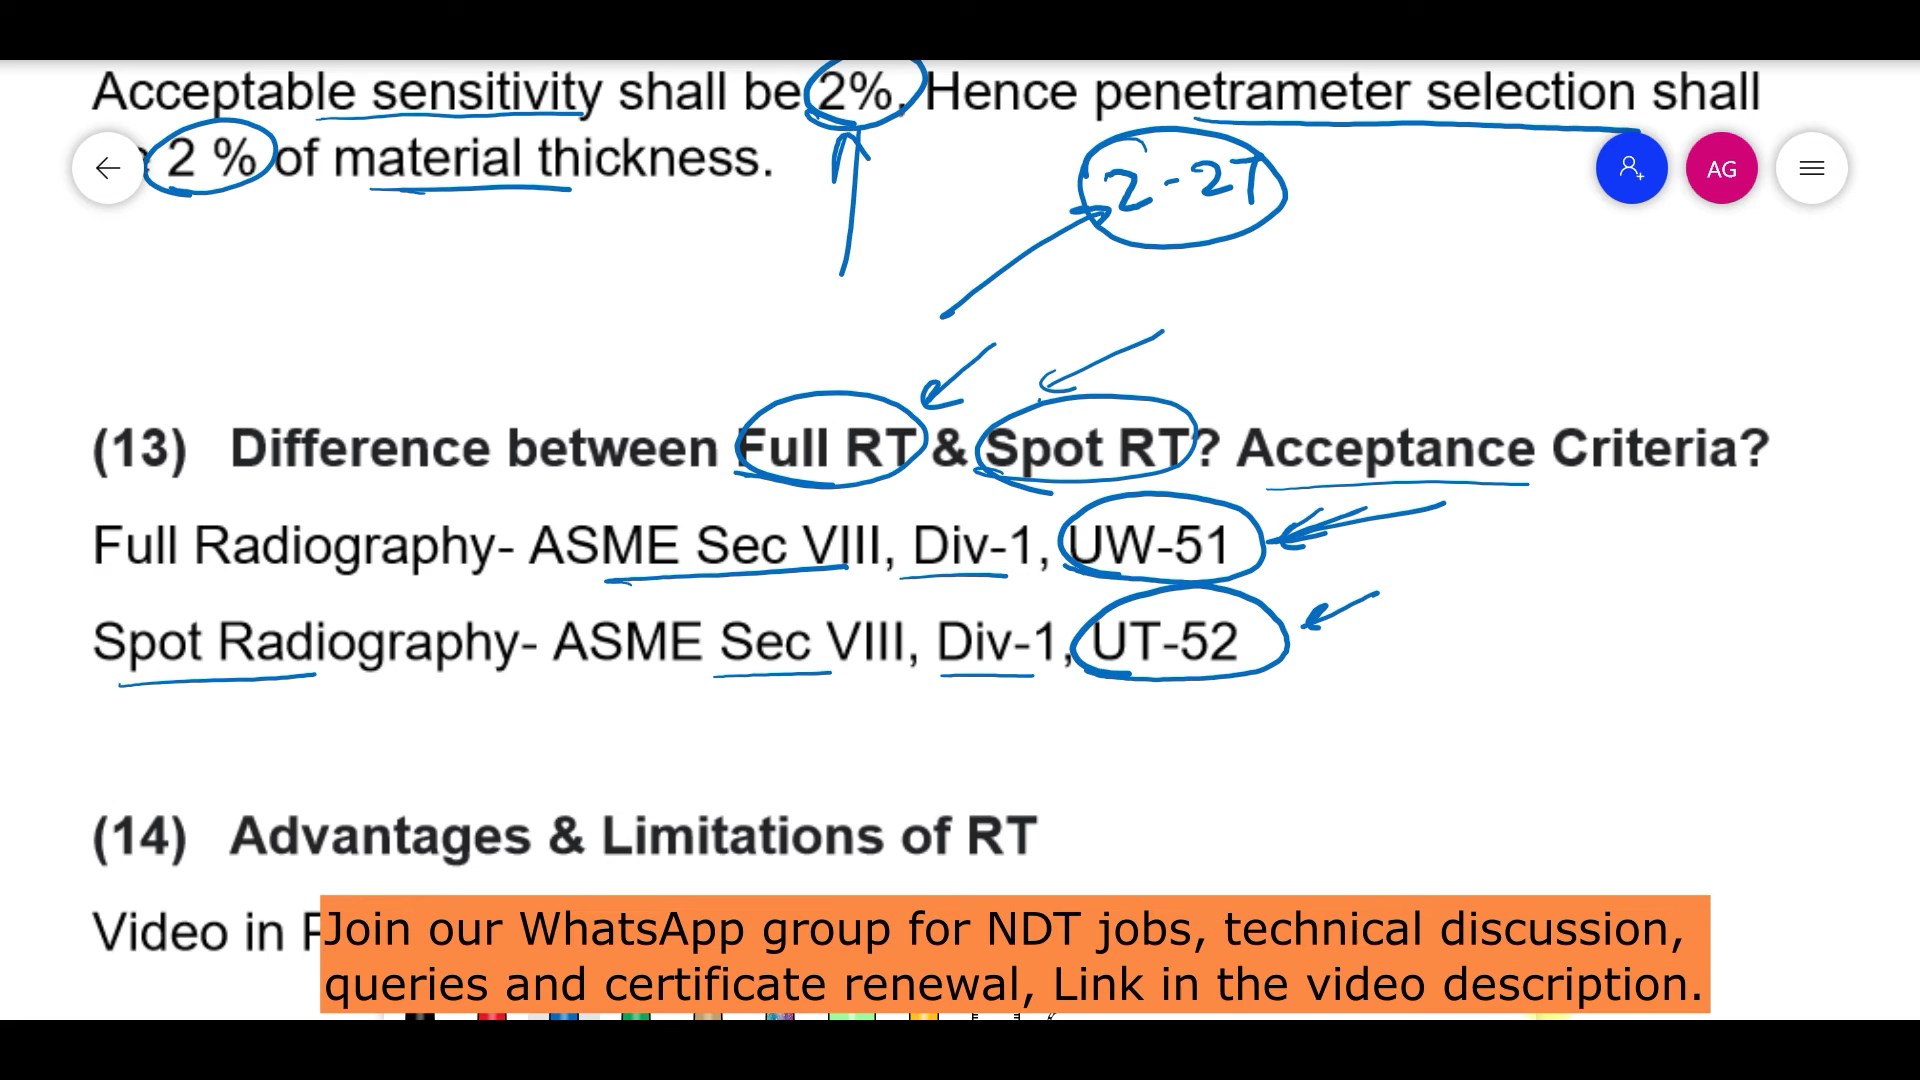 Acceptable sensitivity shall be 2%. Hence penetrameter selection shall
2 % of material thickness.
2-2T
AG
(13) Difference between Full RT & Spot RT? Acceptance Criteria?
Full Radiography- ASME Sec VIII, Div-1, UW-51
Spot Radiography- ASME Sec VIII, Div-1, UT-52
(14) Advantages & Limitations of RT
Video in
Join our WhatsApp group for NDT jobs, technical discussion,
queries and certificate renewal, Link in the video description.